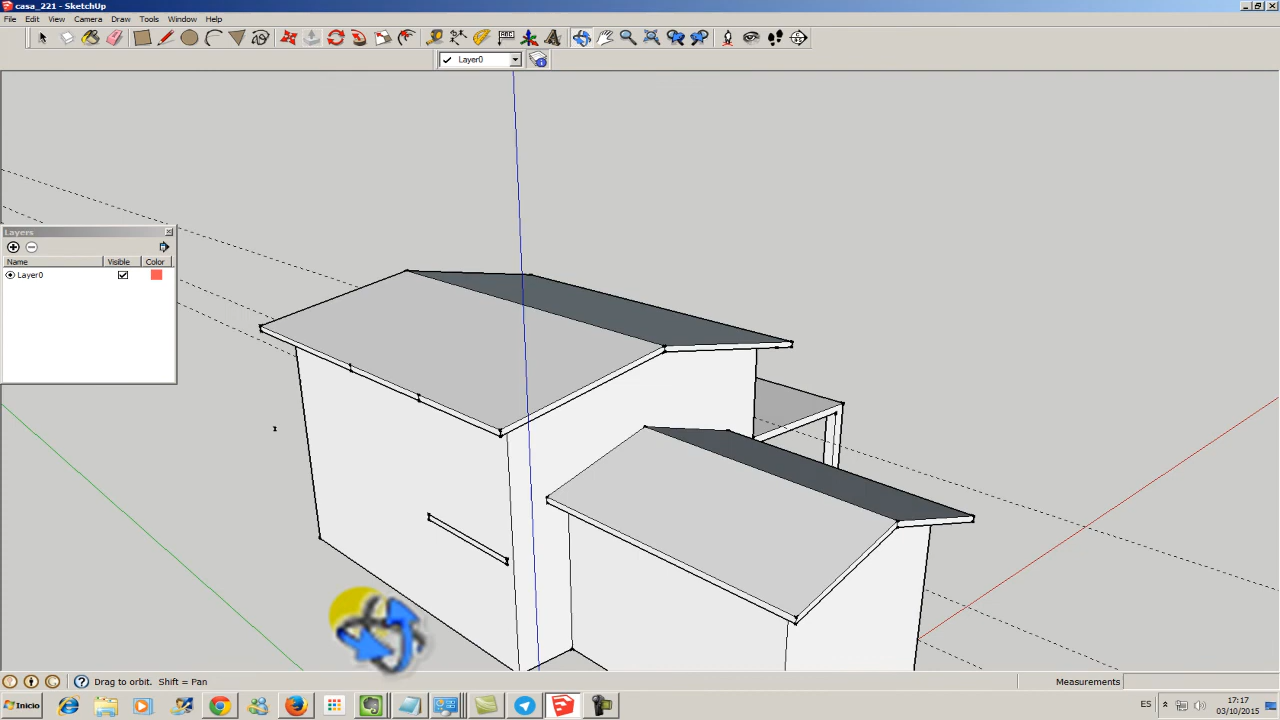 casa_221 - SketchUp
File Edit View Camera Draw Tools Window Help
Layer0
Layers
Name Visible Color
Layer0
Drag to orbit. Shift = Pan
Measurements
Inicio
ES
17:17
03/10/2015